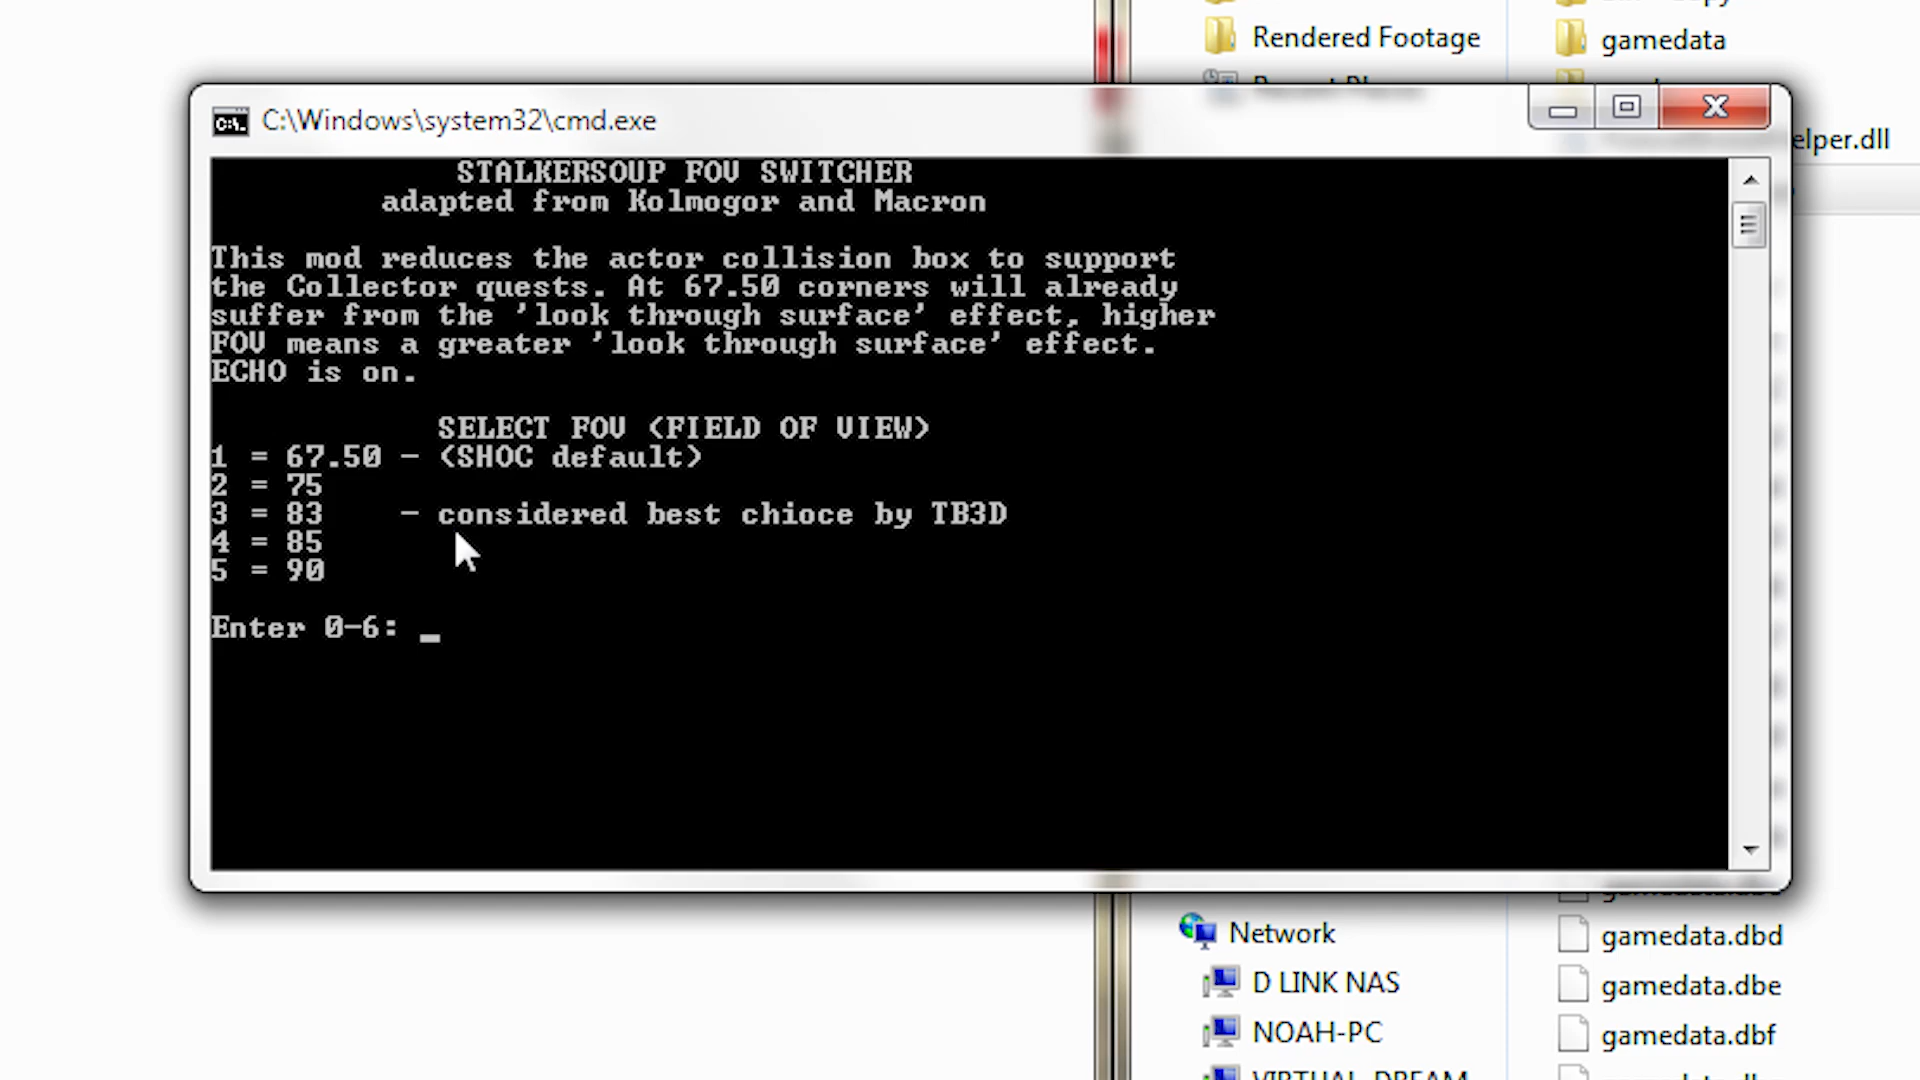 Rendered Footage
gamedata
C:\Windows\system32\cmd.exe
elper.dll
STALKERSOUP FOV SWITCHER
adapted from Kolmogor and Macron
This mod reduces the actor collision box to support
the Collector quests. At 67.50 corners will already
suffer from the 'look through surface' effect, higher
FOV means a greater 'look through surface' effect.
ECHO is on.
SELECT FOV (FIELD OF VIEW)
1 = 67.50 - (SHOC default)
2 = 75
3 = 83 - considered best chioce by TB3D
4 = 85
5 = 90
Enter 0-6: _
Network
gamedata.dbd
D LINK NAS
gamedata.dbe
NOAH-PC
gamedata.dbf
VIRTUAL-DREAM